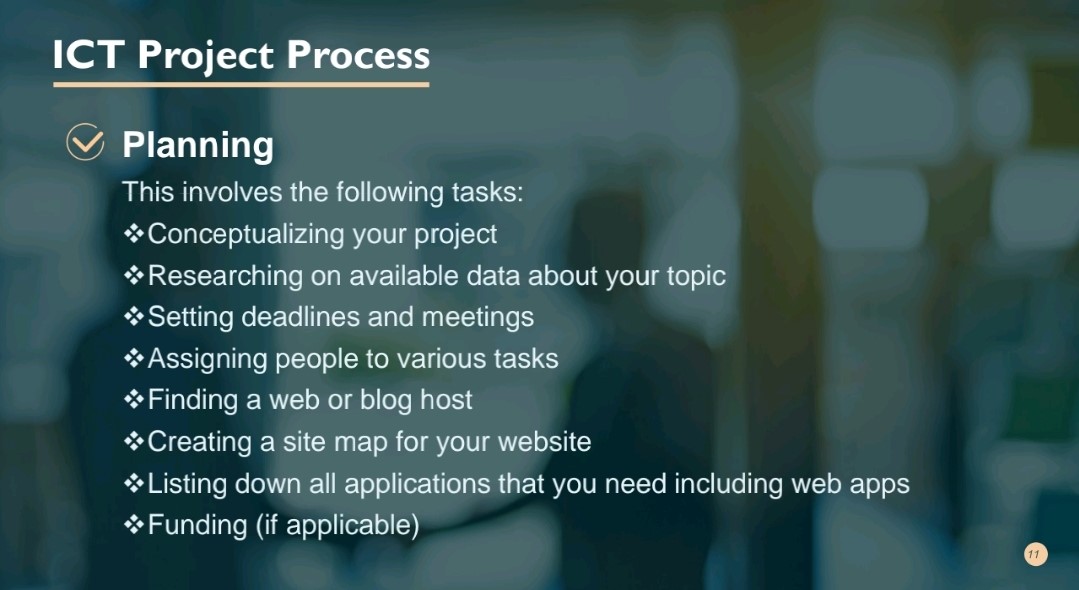 ICT Project Process
Planning
This involves the following tasks:
❖Conceptualizing your project
❖Researching on available data about your topic
❖Setting deadlines and meetings
❖Assigning people to various tasks
❖Finding a web or blog host
❖Creating a site map for your website
❖Listing down all applications that you need including web apps
❖Funding (if applicable)
11